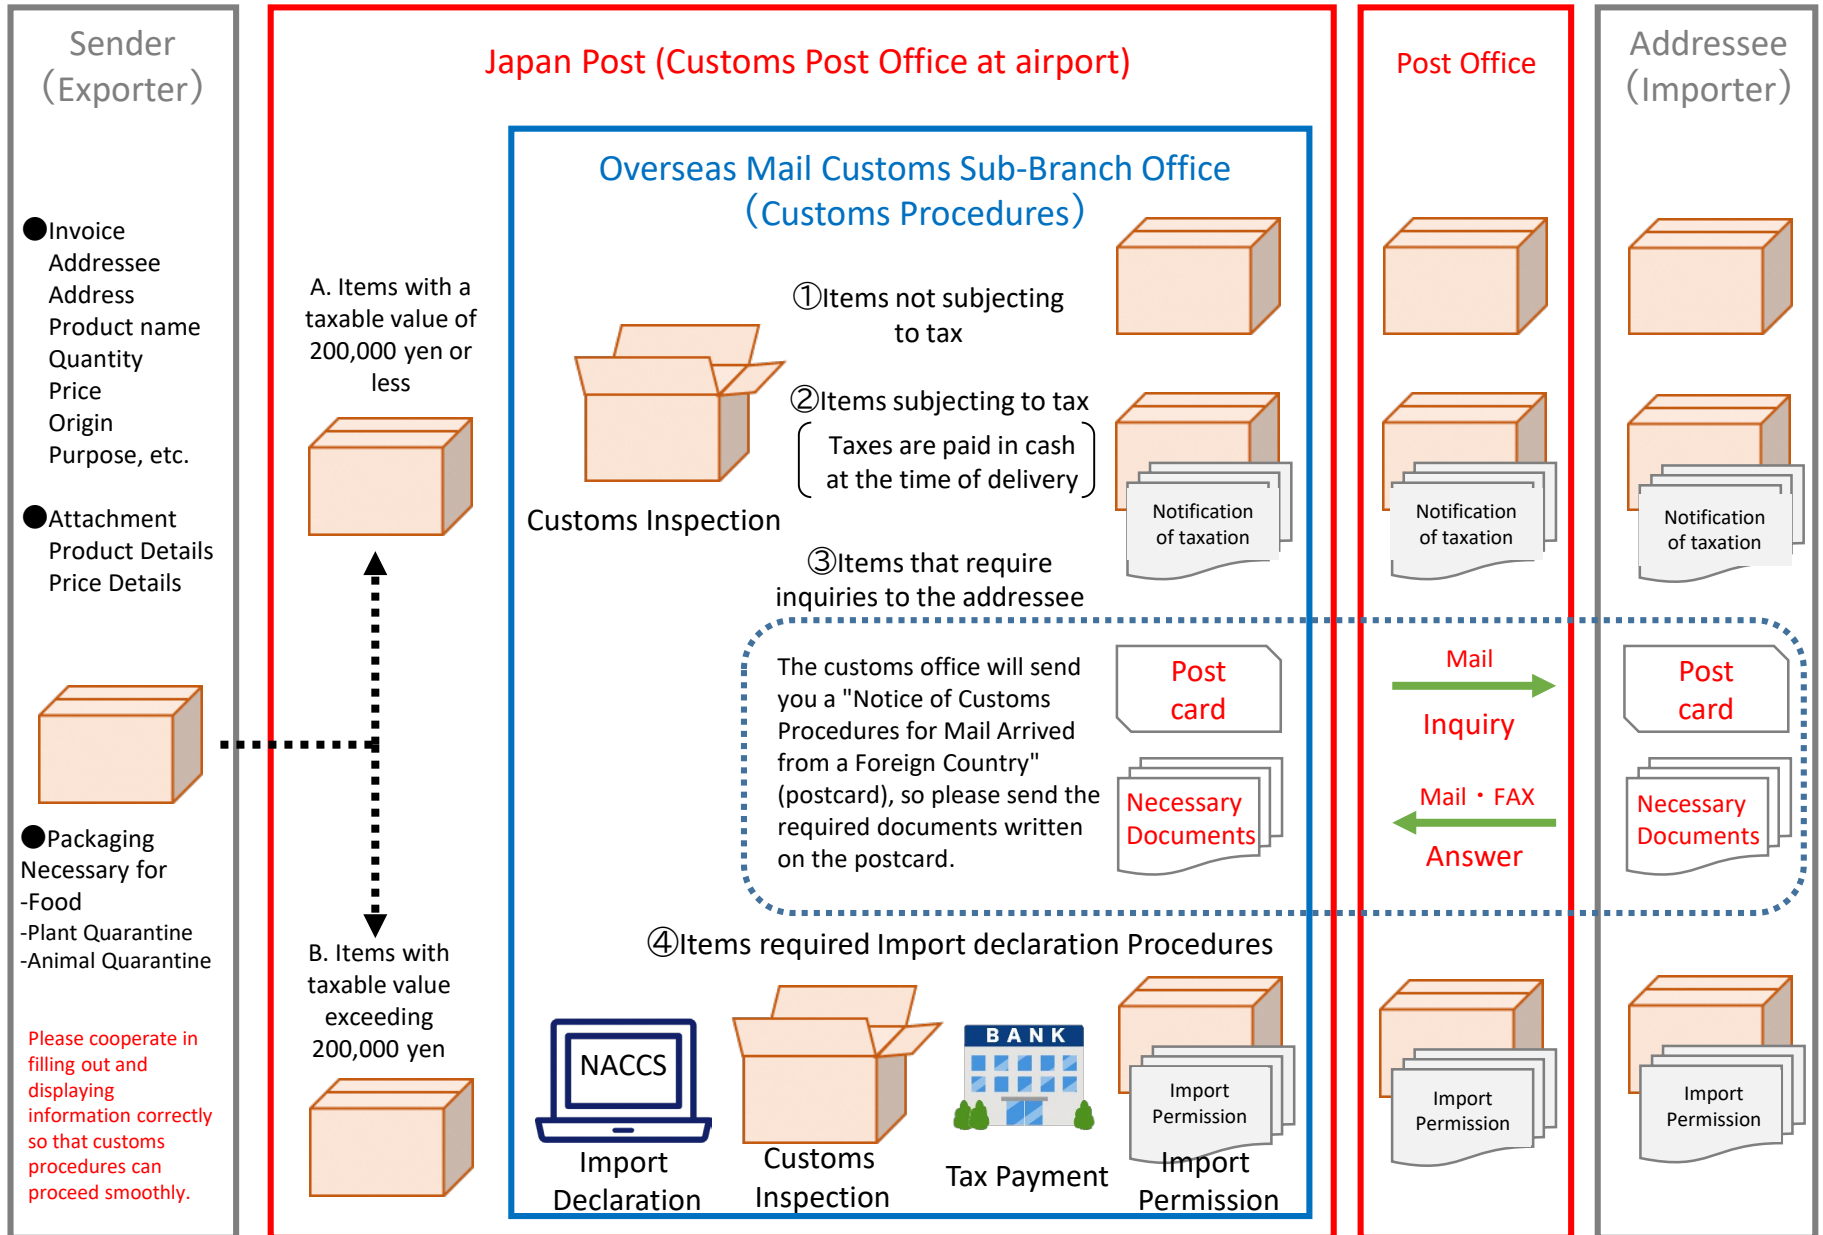 Sender
（Exporter）
●Invoice
Addressee
Address
Product name
Quantity
Price
Origin
Purpose, etc.
●Attachment
Product Details
Price Details
●Packaging
Necessary for
-Food
-Plant Quarantine
-Animal Quarantine
Please cooperate in
filling out and
displaying
information correctly
so that customs
procedures can
proceed smoothly.
Japan Post (Customs Post Office at airport)
A. Items with a
taxable value of
200,000 yen or
less
B. Items with
taxable value
exceeding
200,000 yen
Overseas Mail Customs Sub-Branch Office
（Customs Procedures）
Customs Inspection
①Items not subjecting
to tax
②Items subjecting to tax
Taxes are paid in cash
at the time of delivery
Notification
of taxation
③Items that require
inquiries to the addressee
The customs office will send
you a "Notice of Customs
Procedures for Mail Arrived
from a Foreign Country"
(postcard), so please send the
required documents written
on the postcard.
Post
card
Necessary
Documents
④Items required Import declaration Procedures
NACCS
Import
Declaration
Customs
Inspection
BANK
Tax Payment
Import
Permission
Import
Permission
Post Office
Notification
of taxation
Mail
Inquiry
Mail・FAX
Answer
Import
Permission
Addressee
（Importer）
Notification
of taxation
Post
card
Necessary
Documents
Import
Permission